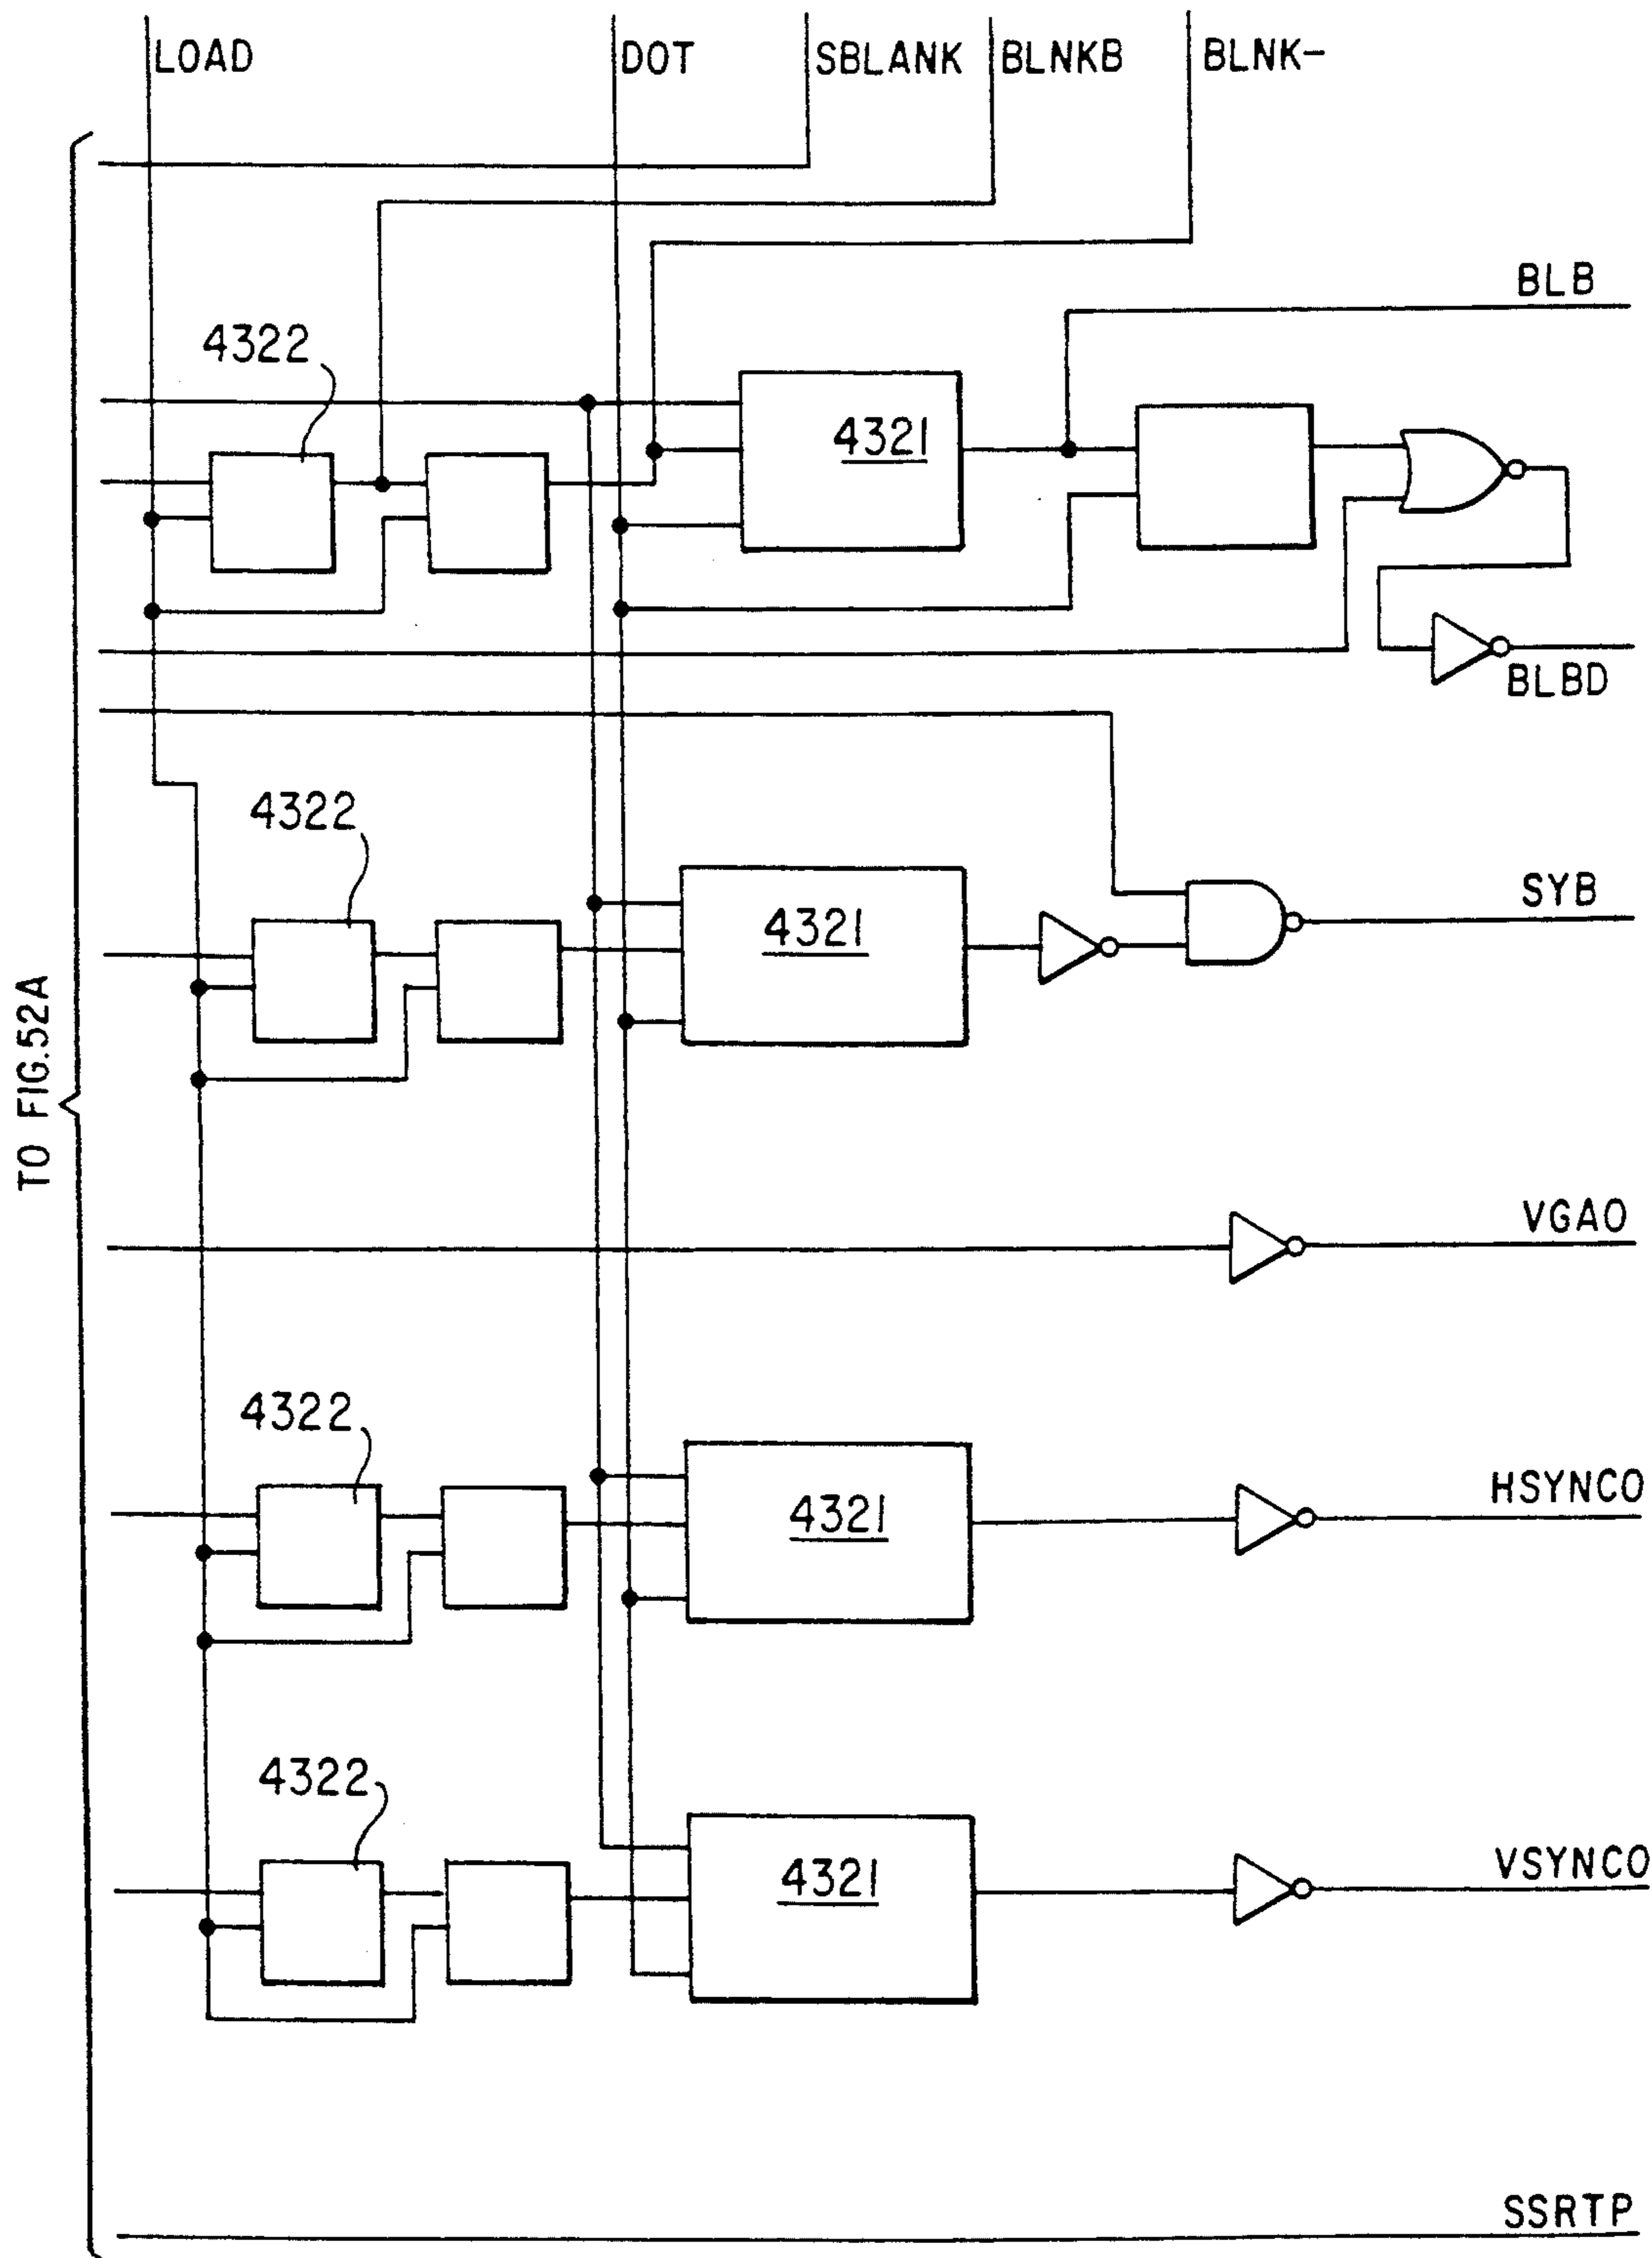 LOAD
DOT
SBLANK
BLNKB
BLNK-
BLB
4322
4321
BLBD
4322
4321
SYB
TO FIG.52A
VGAO
4322
4321
HSYNCO
4322
4321
VSYNCO
SSRTP